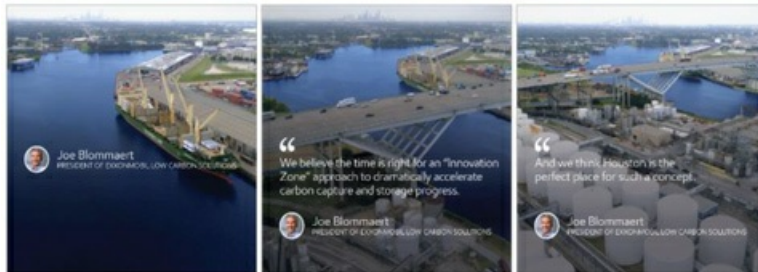 Joe Blommaert
PRESIDENT OF EXXONMOBIL LOW CARBON SOLUTIONS
“
We believe the time is right for an “Innovation
Zone” approach to dramatically accelerate
carbon capture and storage progress.
Joe Blommaert
PRESIDENT OF EXXONMOBIL LOW CARBON SOLUTIONS
“
And we think Houston is the
perfect place for such a concept.
Joe Blommaert
PRESIDENT OF EXXONMOBIL LOW CARBON SOLUTIONS